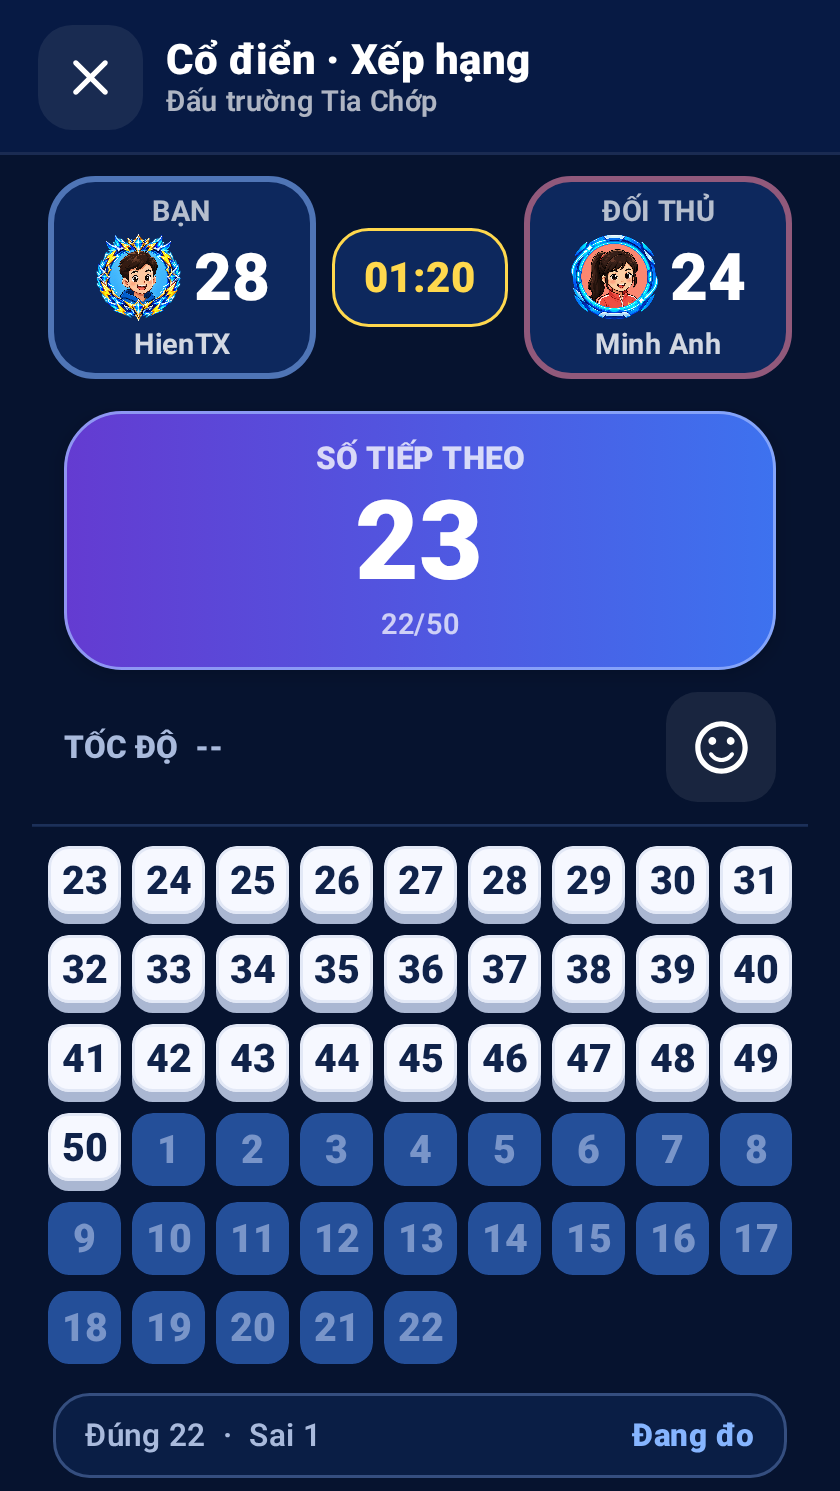 Cổ điển · Xếp hạng
Đấu trường Tia Chớp
BẠN
28
HienTX
01:20
ĐỐI THỦ
24
Minh Anh
SỐ TIẾP THEO
23
22/50
TỐC ĐỘ --
23 24 25 26 27 28 29 30 31
32 33 34 35 36 37 38 39 40
41 42 43 44 45 46 47 48 49
50 1 2 3 4 5 6 7 8
9 10 11 12 13 14 15 16 17
18 19 20 21 22
Đúng 22 · Sai 1 Đang đo